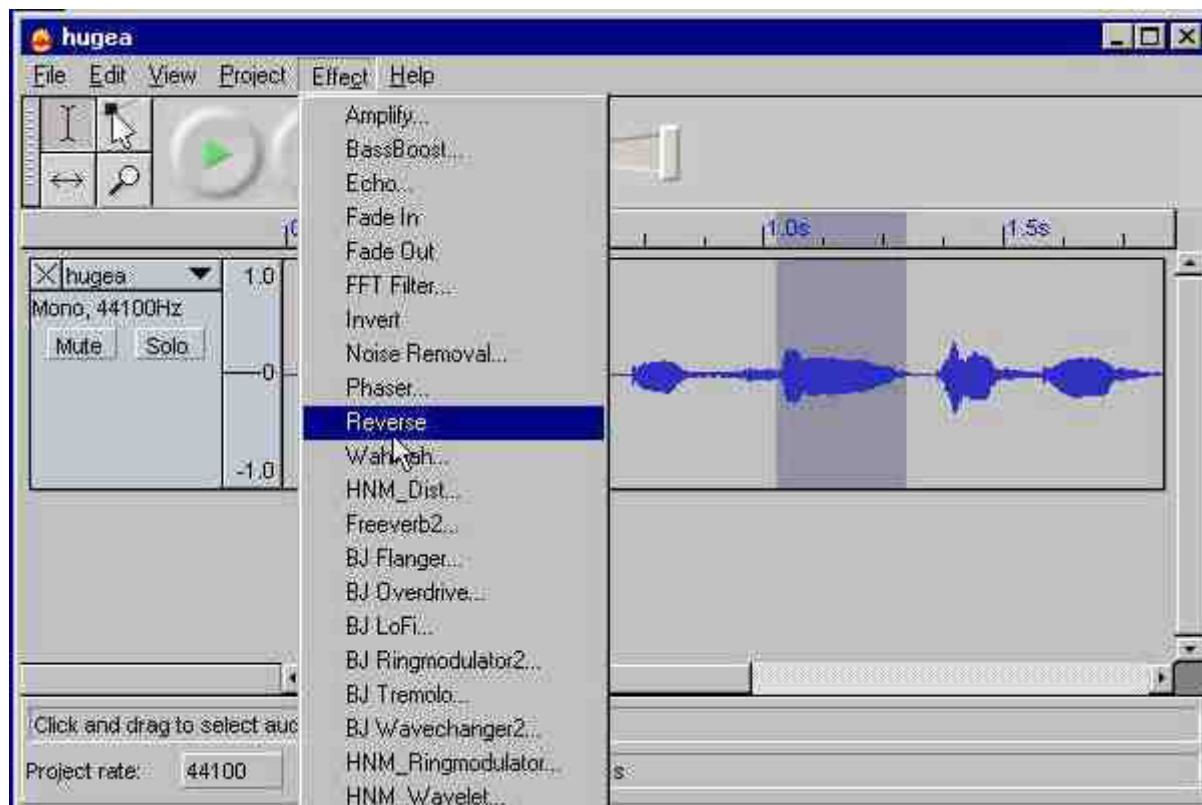 hugea
File Edit View Project Effect Help
Amplify...
BassBoost...
Echo...
Fade In
Fade Out
FFT Filter...
Invert
Noise Removal...
Phaser...
Reverse
HNM_Dist...
Freeverb2...
BJ Flanger...
BJ Overdrive...
BJ LoFi...
BJ Ringmodulator2...
BJ Tremolo...
BJ Wavechanger2...
HNM_Ringmodulator...
HNM_Wavelet...
1.0s 1.5s
hugea
1.0
Mono, 44100Hz
Mute Solo
0
-1.0
Click and drag to select
Project rate: 44100
s